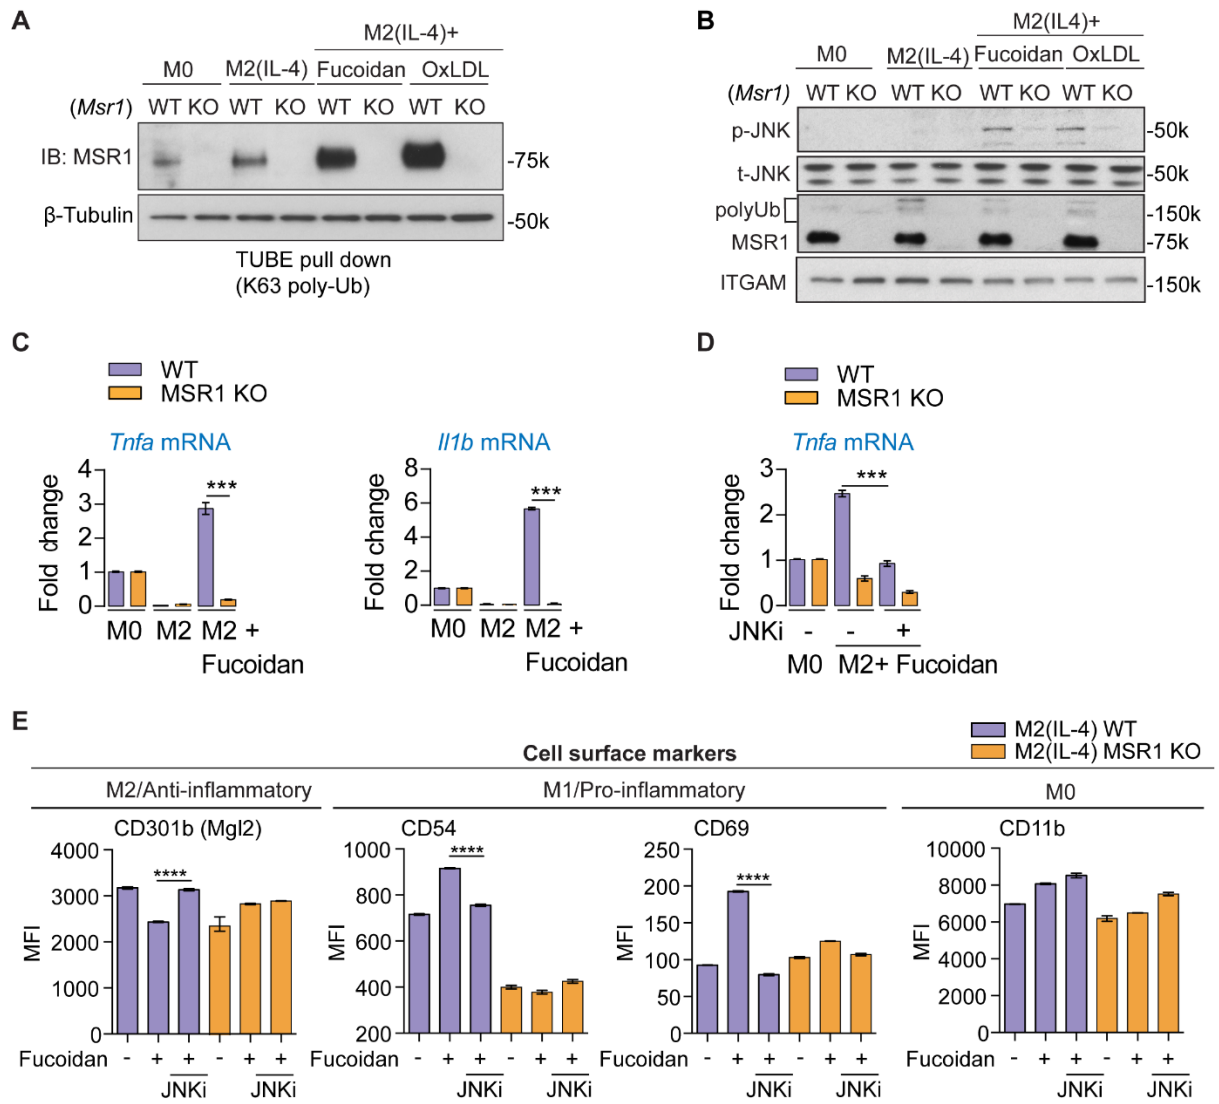 A
M2(IL-4)+
M0 M2(IL-4) Fucoidan OxLDL
(Msr1) WT KO WT KO WT KO WT KO
IB: MSR1 -75k
β-Tubulin -50k
TUBE pull down
(K63 poly-Ub)
B
M2(IL4)+
M0 M2(IL-4) Fucoidan OxLDL
(Msr1) WT KO WT KO WT KO WT KO
p-JNK -50k
t-JNK -50k
polyUb -150k
MSR1 -75k
ITGAM -150k
C
WT
MSR1 KO
Tnfa mRNA
Fold change
4
3
2
1
0
***
M0 M2 M2 +
Fucoidan
Il1b mRNA
Fold change
8
6
4
2
0
***
M0 M2 M2 +
Fucoidan
D
WT
MSR1 KO
Tnfa mRNA
Fold change
3
2
1
0
***
JNKi - - +
M0 M2+ Fucoidan
E
M2(IL-4) WT
M2(IL-4) MSR1 KO
Cell surface markers
M2/Anti-inflammatory M1/Pro-inflammatory M0
CD301b (Mgl2)
MFI
4000
3000
2000
1000
0
****
Fucoidan - + + - + +
JNKi JNKi
CD54
MFI
1000
800
600
400
200
****
Fucoidan - + + - + +
JNKi JNKi
CD69
MFI
250
200
150
100
50
0
****
Fucoidan - + + - + +
JNKi JNKi
CD11b
MFI
10000
8000
6000
4000
2000
0
Fucoidan - + + - + +
JNKi JNKi